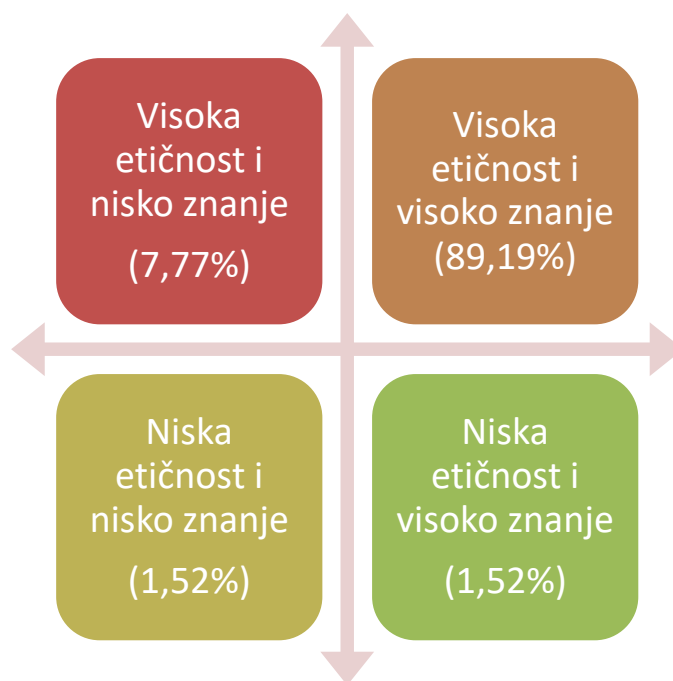 Visoka
etičnost i
nisko znanje
(7,77%)
Visoka
etičnost i
visoko znanje
(89,19%)
Niska
etičnost i
nisko znanje
(1,52%)
Niska
etičnost i
visoko znanje
(1,52%)